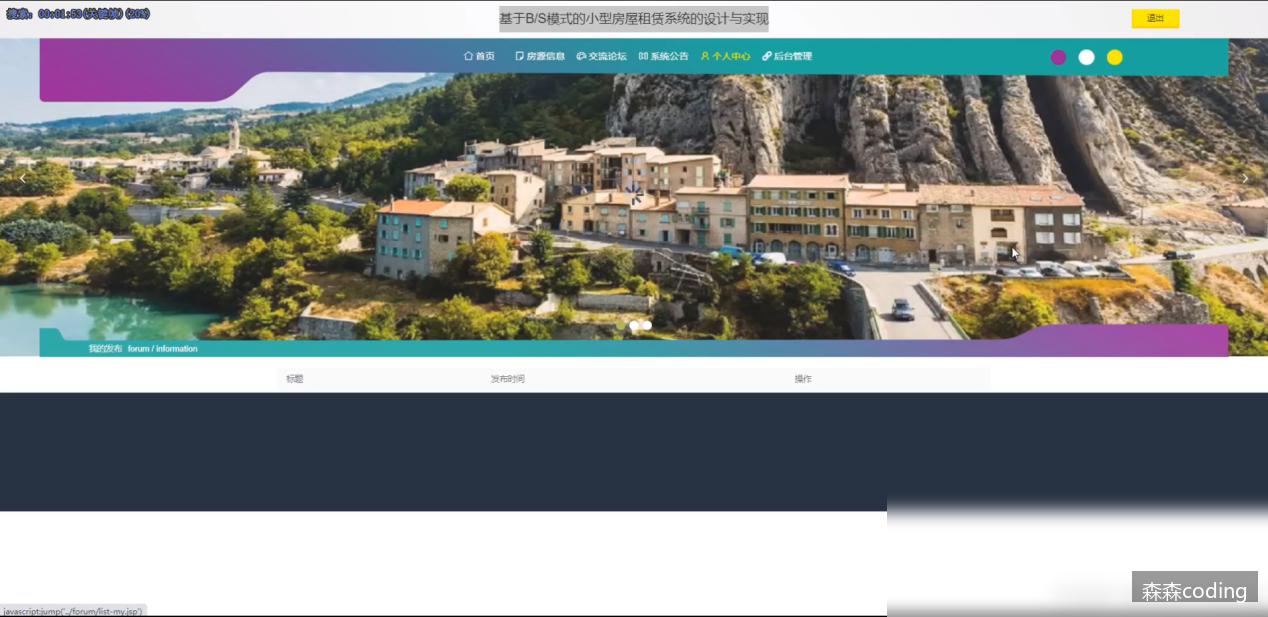 搜索: 00:01:53(关键帧)(20%)
基于B/S模式的小型房屋租赁系统的设计与实现
退出
首页 房源信息 交流论坛 系统公告 个人中心 后台管理
我的发布 forum / information
标题 发布时间 操作
森森coding
javascript:jump('../forum/list-my.jsp')